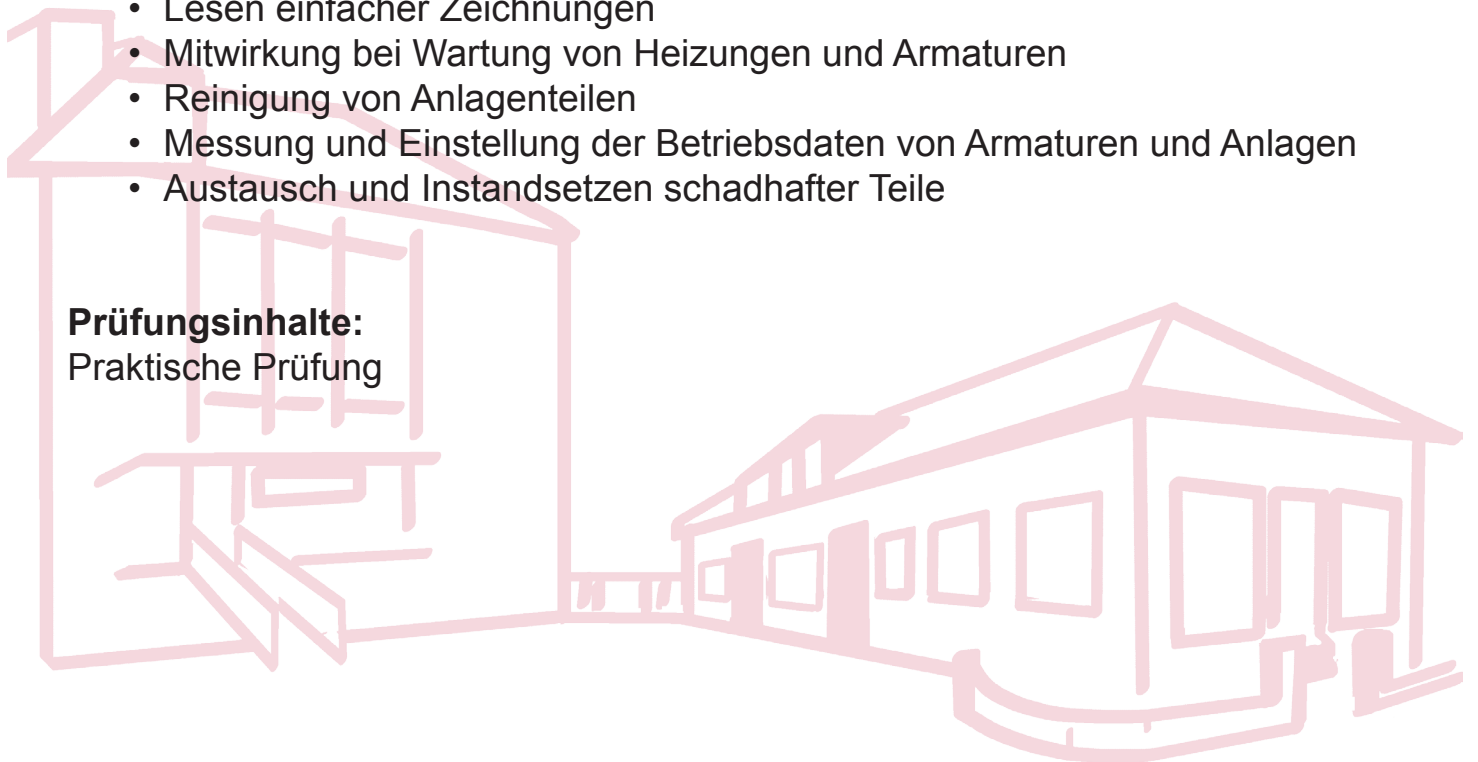 • Lesen einfacher Zeichnungen
• Mitwirkung bei Wartung von Heizungen und Armaturen
• Reinigung von Anlagenteilen
• Messung und Einstellung der Betriebsdaten von Armaturen und Anlagen
• Austausch und Instandsetzen schadhafter Teile
Prüfungsinhalte:
Praktische Prüfung